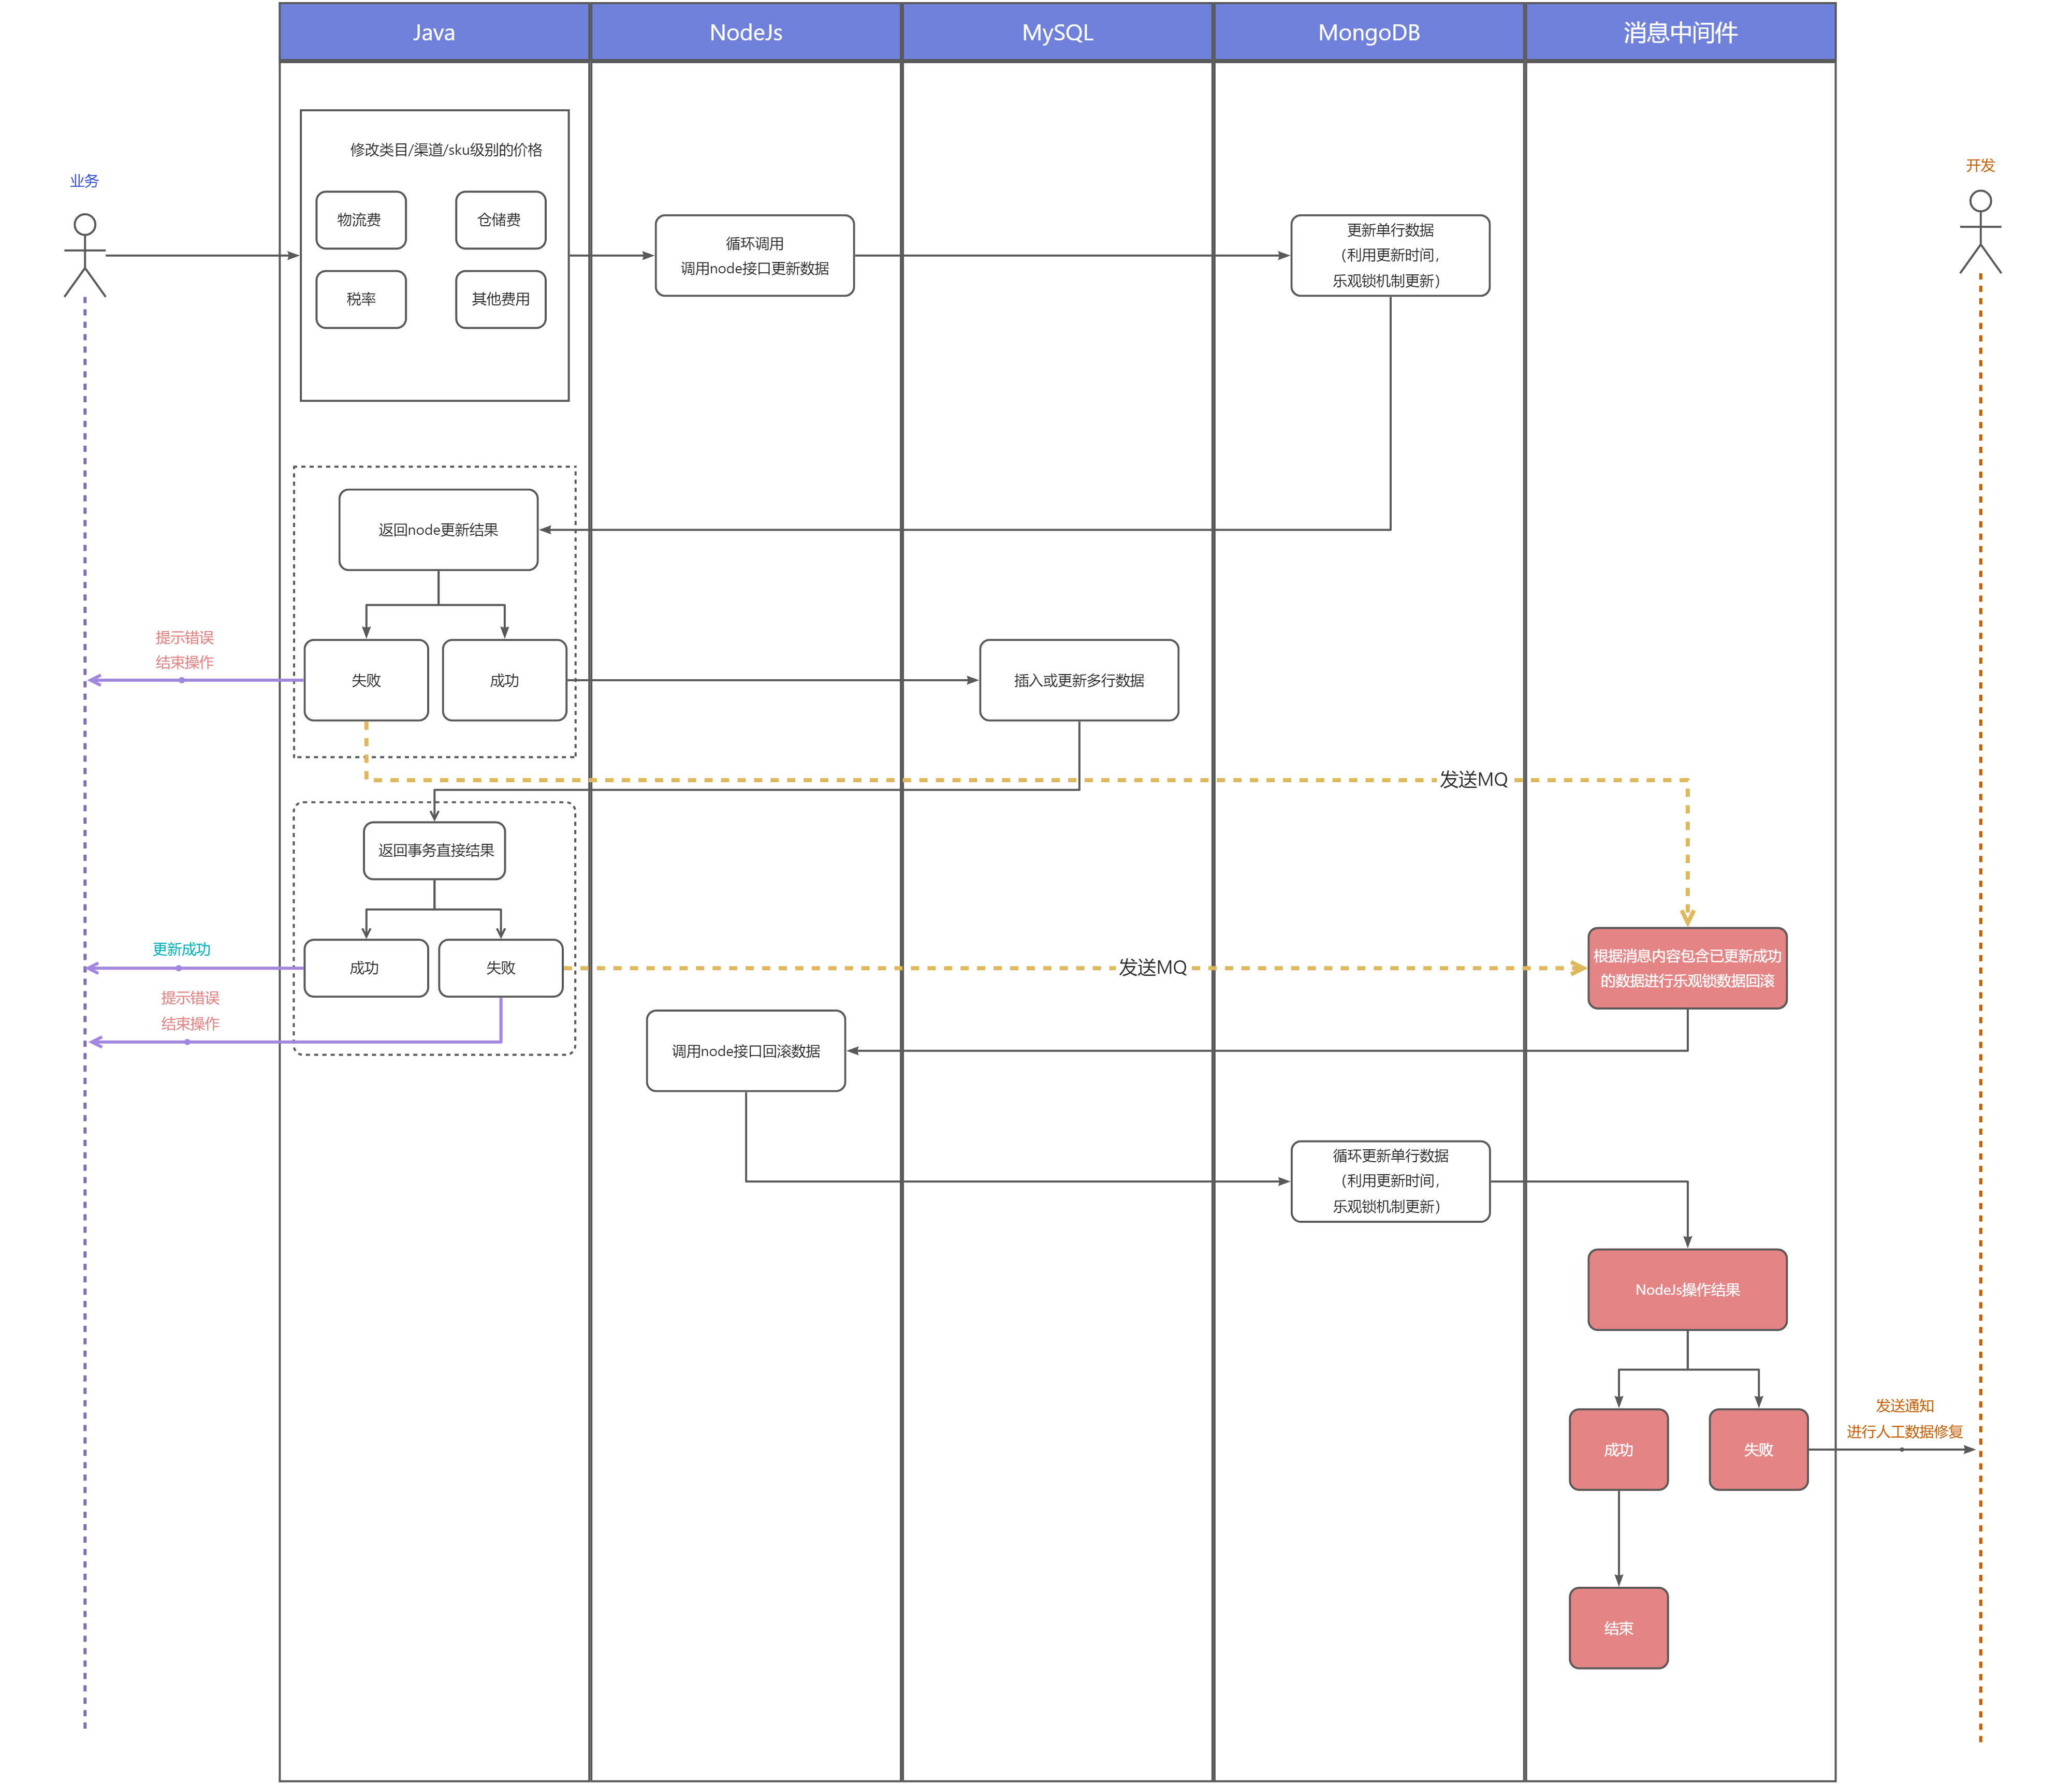 Java
NodeJs
MySQL
MongoDB
消息中间件
修改类目/渠道/sku级别的价格
业务
开发
物流费
仓储费
税率
其他费用
循环调用
调用node接口更新数据
更新单行数据
（利用更新时间，
乐观锁机制更新）
返回node更新结果
提示错误
结束操作
失败
成功
插入或更新多行数据
发送MQ
返回事务直接结果
更新成功
成功
失败
发送MQ
根据消息内容包含已更新成功
的数据进行乐观锁数据回滚
提示错误
结束操作
调用node接口回滚数据
循环更新单行数据
（利用更新时间，
乐观锁机制更新）
NodeJs操作结果
成功
失败
发送通知
进行人工数据修复
结束